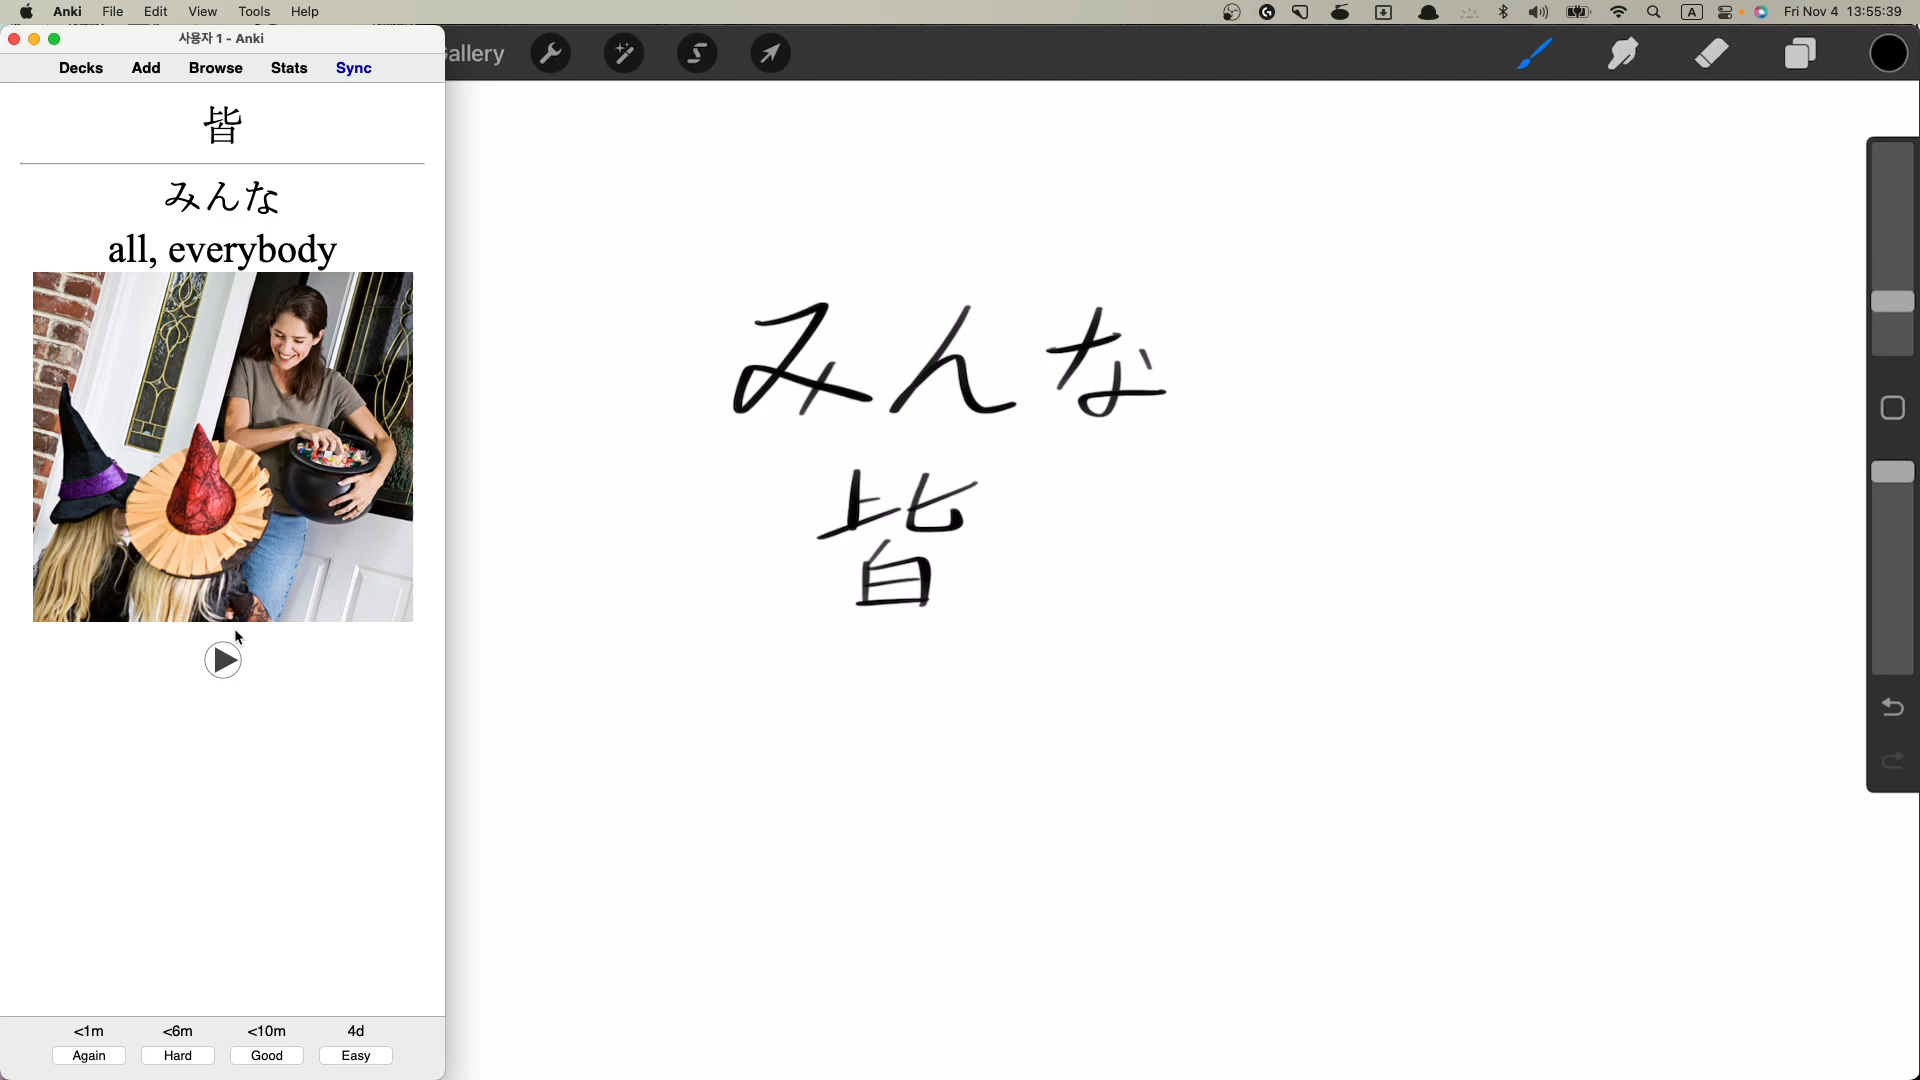 Anki File Edit View Tools Help
A
Fri Nov 4 13:55:39
사용자 1 - Anki
Decks Add Browse Stats Sync
皆
みんな
all, everybody
<1m <6m <10m 4d
Again Hard Good Easy
allery
みんな
皆